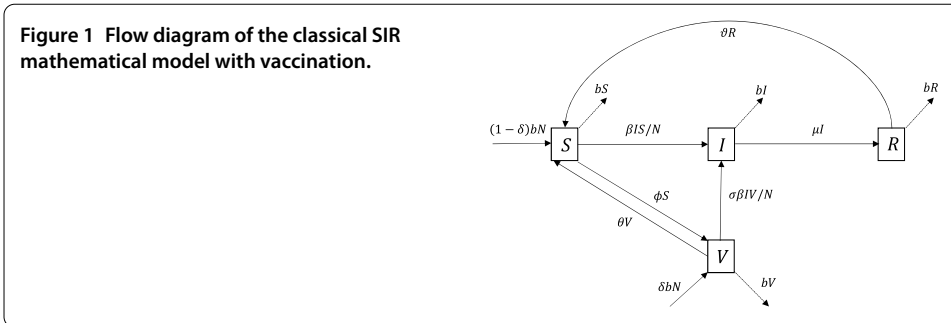 Figure 1 Flow diagram of the classical SIR
mathematical model with vaccination.
ϑR
bS
bI
bR
(1 − δ)bN
βIS/N
μI
S
I
R
ϕS
σβIV/N
θV
V
δbN
bV